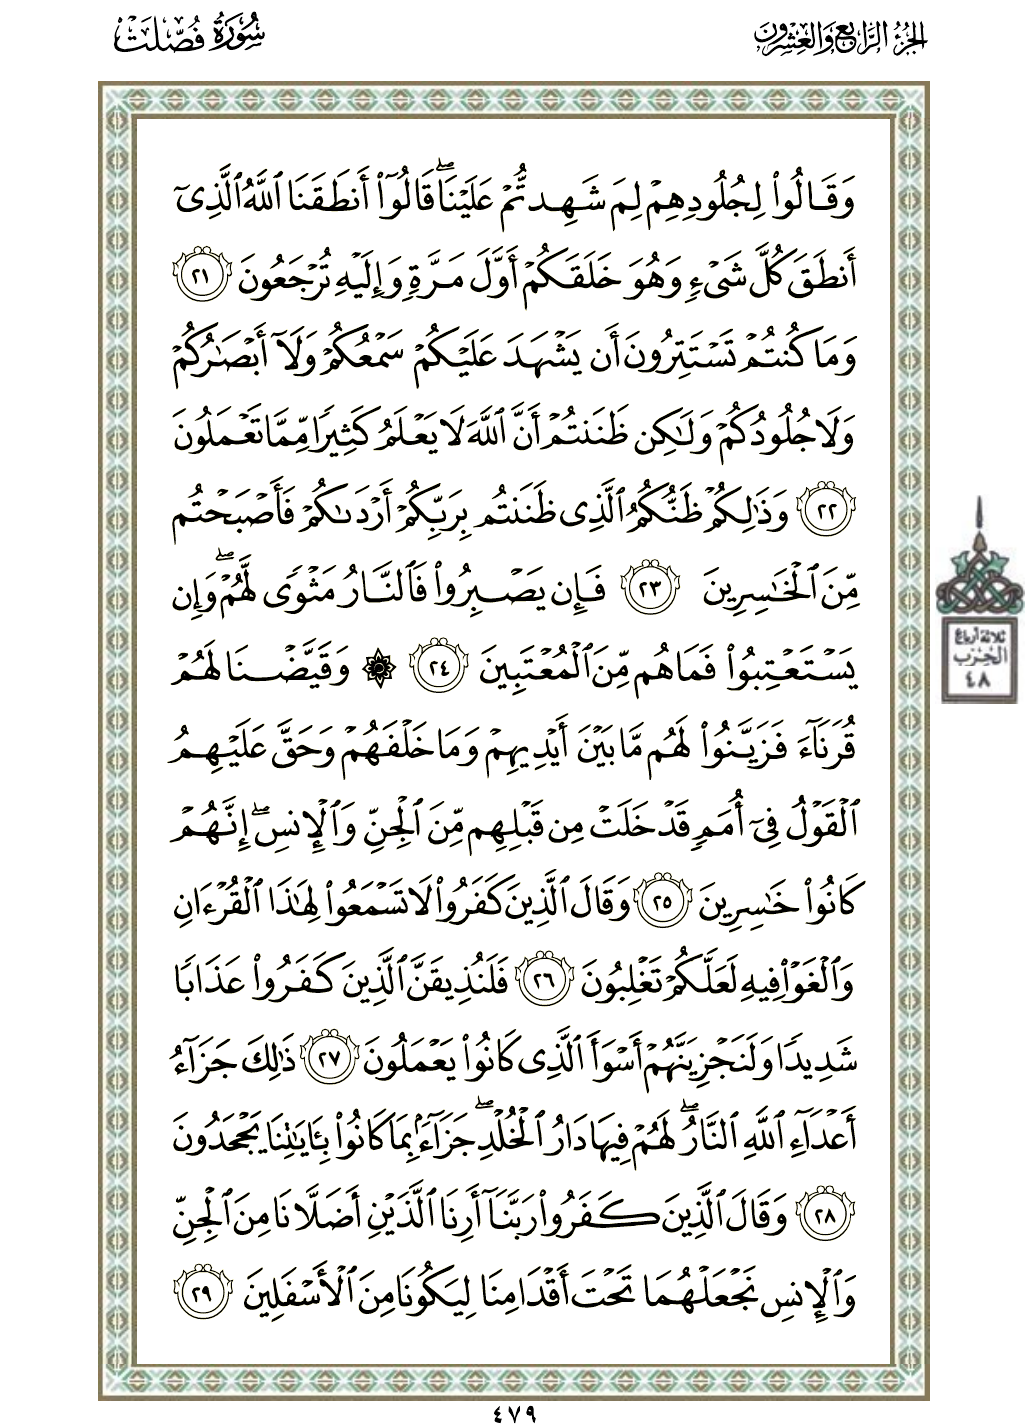 الجزء الرابع والعشرون
سورة فصلت
وَقَالُوا۟ لِجُلُودِهِمْ لِمَ شَهِدتُّمْ عَلَيْنَا ۖ قَالُوٓا۟ أَنطَقَنَا ٱللَّهُ ٱلَّذِىٓ
أَنطَقَ كُلَّ شَىْءٍ وَهُوَ خَلَقَكُمْ أَوَّلَ مَرَّةٍ وَإِلَيْهِ تُرْجَعُونَ ٢١
وَمَا كُنتُمْ تَسْتَتِرُونَ أَن يَشْهَدَ عَلَيْكُمْ سَمْعُكُمْ وَلَآ أَبْصَـٰرُكُمْ
وَلَا جُلُودُكُمْ وَلَـٰكِن ظَنَنتُمْ أَنَّ ٱللَّهَ لَا يَعْلَمُ كَثِيرًا مِّمَّا تَعْمَلُونَ
٢٢ وَذَٰلِكُمْ ظَنُّكُمُ ٱلَّذِى ظَنَنتُم بِرَبِّكُمْ أَرْدَىٰكُمْ فَأَصْبَحْتُم
مِّنَ ٱلْخَـٰسِرِينَ ٢٣ فَإِن يَصْبِرُوا۟ فَٱلنَّارُ مَثْوًى لَّهُمْ ۖ وَإِن
يَسْتَعْتِبُوا۟ فَمَا هُم مِّنَ ٱلْمُعْتَبِينَ ٢٤ ۞ وَقَيَّضْنَا لَهُمْ
قُرَنَآءَ فَزَيَّنُوا۟ لَهُم مَّا بَيْنَ أَيْدِيهِمْ وَمَا خَلْفَهُمْ وَحَقَّ عَلَيْهِمُ
ٱلْقَوْلُ فِىٓ أُمَمٍ قَدْ خَلَتْ مِن قَبْلِهِم مِّنَ ٱلْجِنِّ وَٱلْإِنسِ ۖ إِنَّهُمْ
كَانُوا۟ خَـٰسِرِينَ ٢٥ وَقَالَ ٱلَّذِينَ كَفَرُوا۟ لَا تَسْمَعُوا۟ لِهَـٰذَا ٱلْقُرْءَانِ
وَٱلْغَوْا۟ فِيهِ لَعَلَّكُمْ تَغْلِبُونَ ٢٦ فَلَنُذِيقَنَّ ٱلَّذِينَ كَفَرُوا۟ عَذَابًا
شَدِيدًا وَلَنَجْزِيَنَّهُمْ أَسْوَأَ ٱلَّذِى كَانُوا۟ يَعْمَلُونَ ٢٧ ذَٰلِكَ جَزَآءُ
أَعْدَآءِ ٱللَّهِ ٱلنَّارُ ۖ لَهُمْ فِيهَا دَارُ ٱلْخُلْدِ ۖ جَزَآءًۢ بِمَا كَانُوا۟ بِـَٔايَـٰتِنَا يَجْحَدُونَ
٢٨ وَقَالَ ٱلَّذِينَ كَفَرُوا۟ رَبَّنَآ أَرِنَا ٱلَّذَيْنِ أَضَلَّانَا مِنَ ٱلْجِنِّ
وَٱلْإِنسِ نَجْعَلْهُمَا تَحْتَ أَقْدَامِنَا لِيَكُونَا مِنَ ٱلْأَسْفَلِينَ ٢٩
ثلاثة أرباع
الحزب
٤٨
٤٧٩